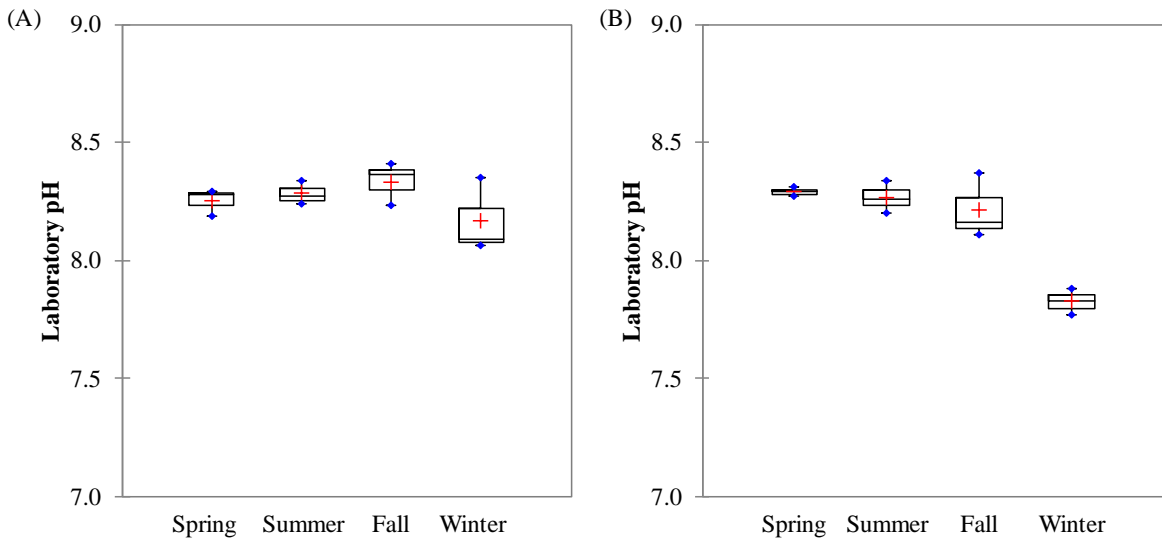 (A)
Laboratory pH
9.0
8.5
8.0
7.5
7.0
Spring Summer Fall Winter
(B)
Laboratory pH
9.0
8.5
8.0
7.5
7.0
Spring Summer Fall Winter